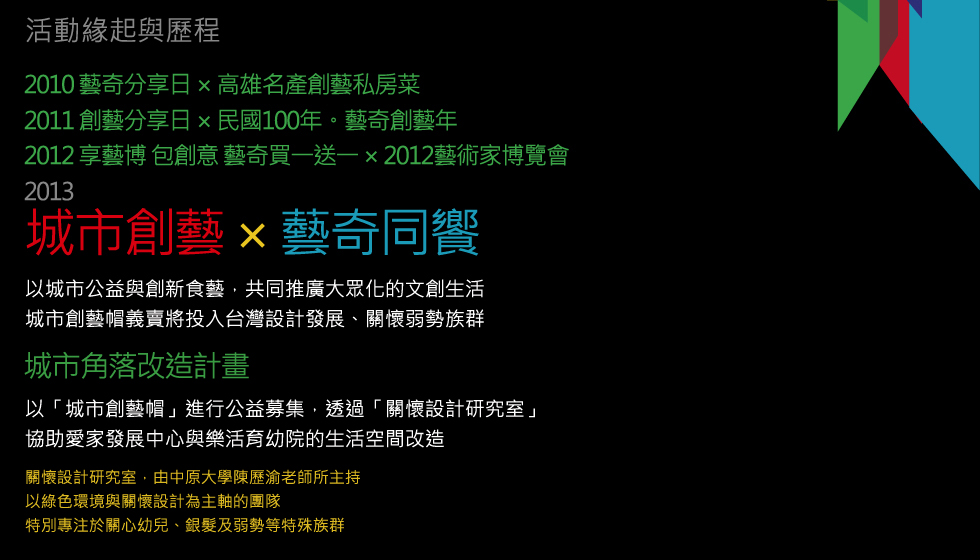 活動緣起與歷程
2010 藝奇分享日 × 高雄名產創藝私房菜
2011 創藝分享日 × 民國100年。藝奇創藝年
2012 享藝博 包創意 藝奇買一送一 × 2012藝術家博覽會
2013
城市創藝 × 藝奇同饗
以城市公益與創新食藝，共同推廣大眾化的文創生活
城市創藝帽義賣將投入台灣設計發展、關懷弱勢族群
城市角落改造計畫
以「城市創藝帽」進行公益募集，透過「關懷設計研究室」
協助愛家發展中心與樂活育幼院的生活空間改造
關懷設計研究室，由中原大學陳歷渝老師所主持
以綠色環境與關懷設計為主軸的團隊
特別專注於關心幼兒、銀髮及弱勢等特殊族群